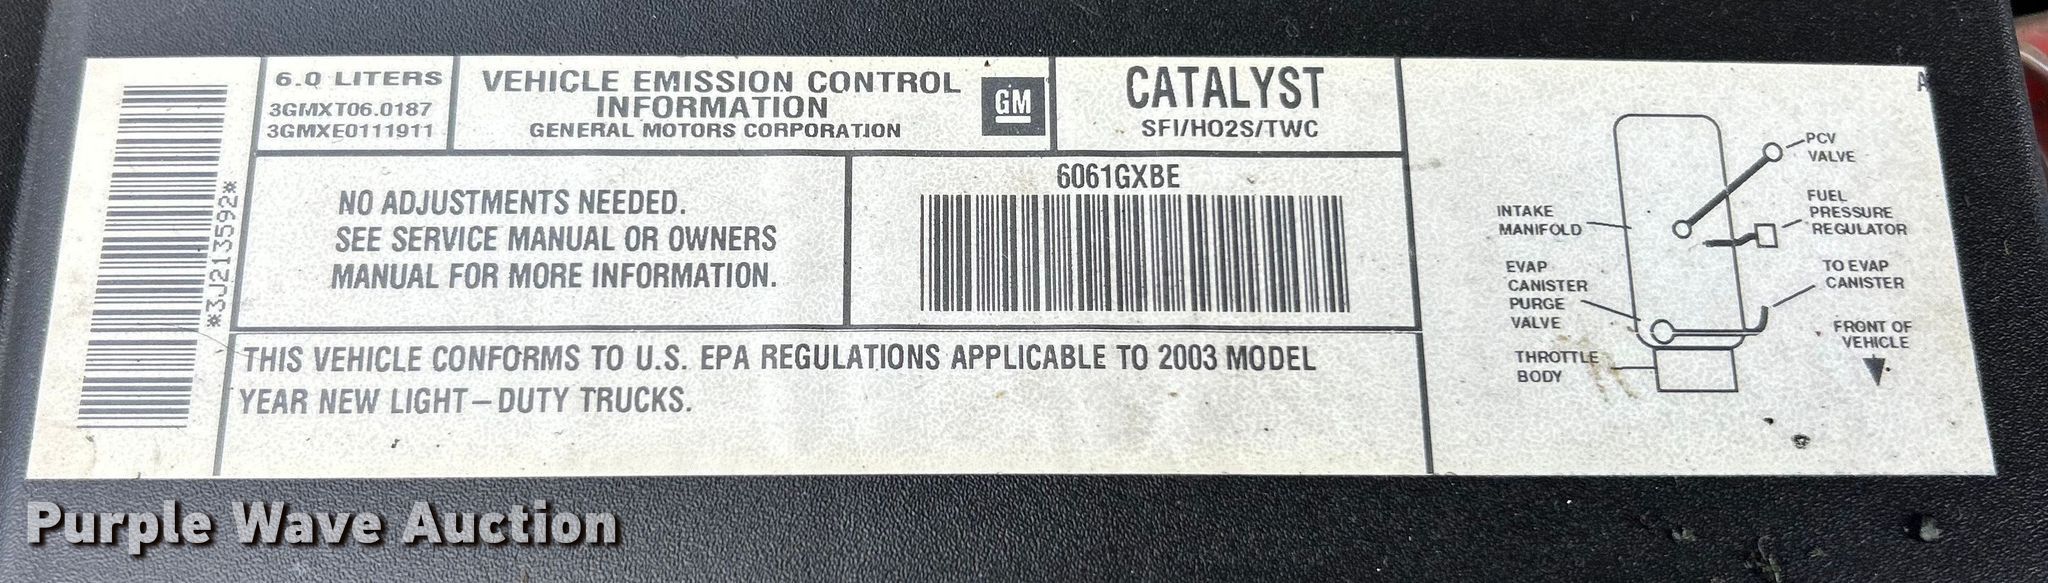 *3J2135592*
6.0 LITERS
3GMXT06.0187
3GMXE0111911
VEHICLE EMISSION CONTROL
INFORMATION
GENERAL MOTORS CORPORATION
GM
CATALYST
SFI/HO2S/TWC
NO ADJUSTMENTS NEEDED.
SEE SERVICE MANUAL OR OWNERS
MANUAL FOR MORE INFORMATION.
6061GXBE
THIS VEHICLE CONFORMS TO U.S. EPA REGULATIONS APPLICABLE TO 2003 MODEL
YEAR NEW LIGHT-DUTY TRUCKS.
A
PCV
VALVE
FUEL
PRESSURE
REGULATOR
INTAKE
MANIFOLD
EVAP
CANISTER
PURGE
VALVE
TO EVAP
CANISTER
THROTTLE
BODY
FRONT OF
VEHICLE
Purple Wave Auction